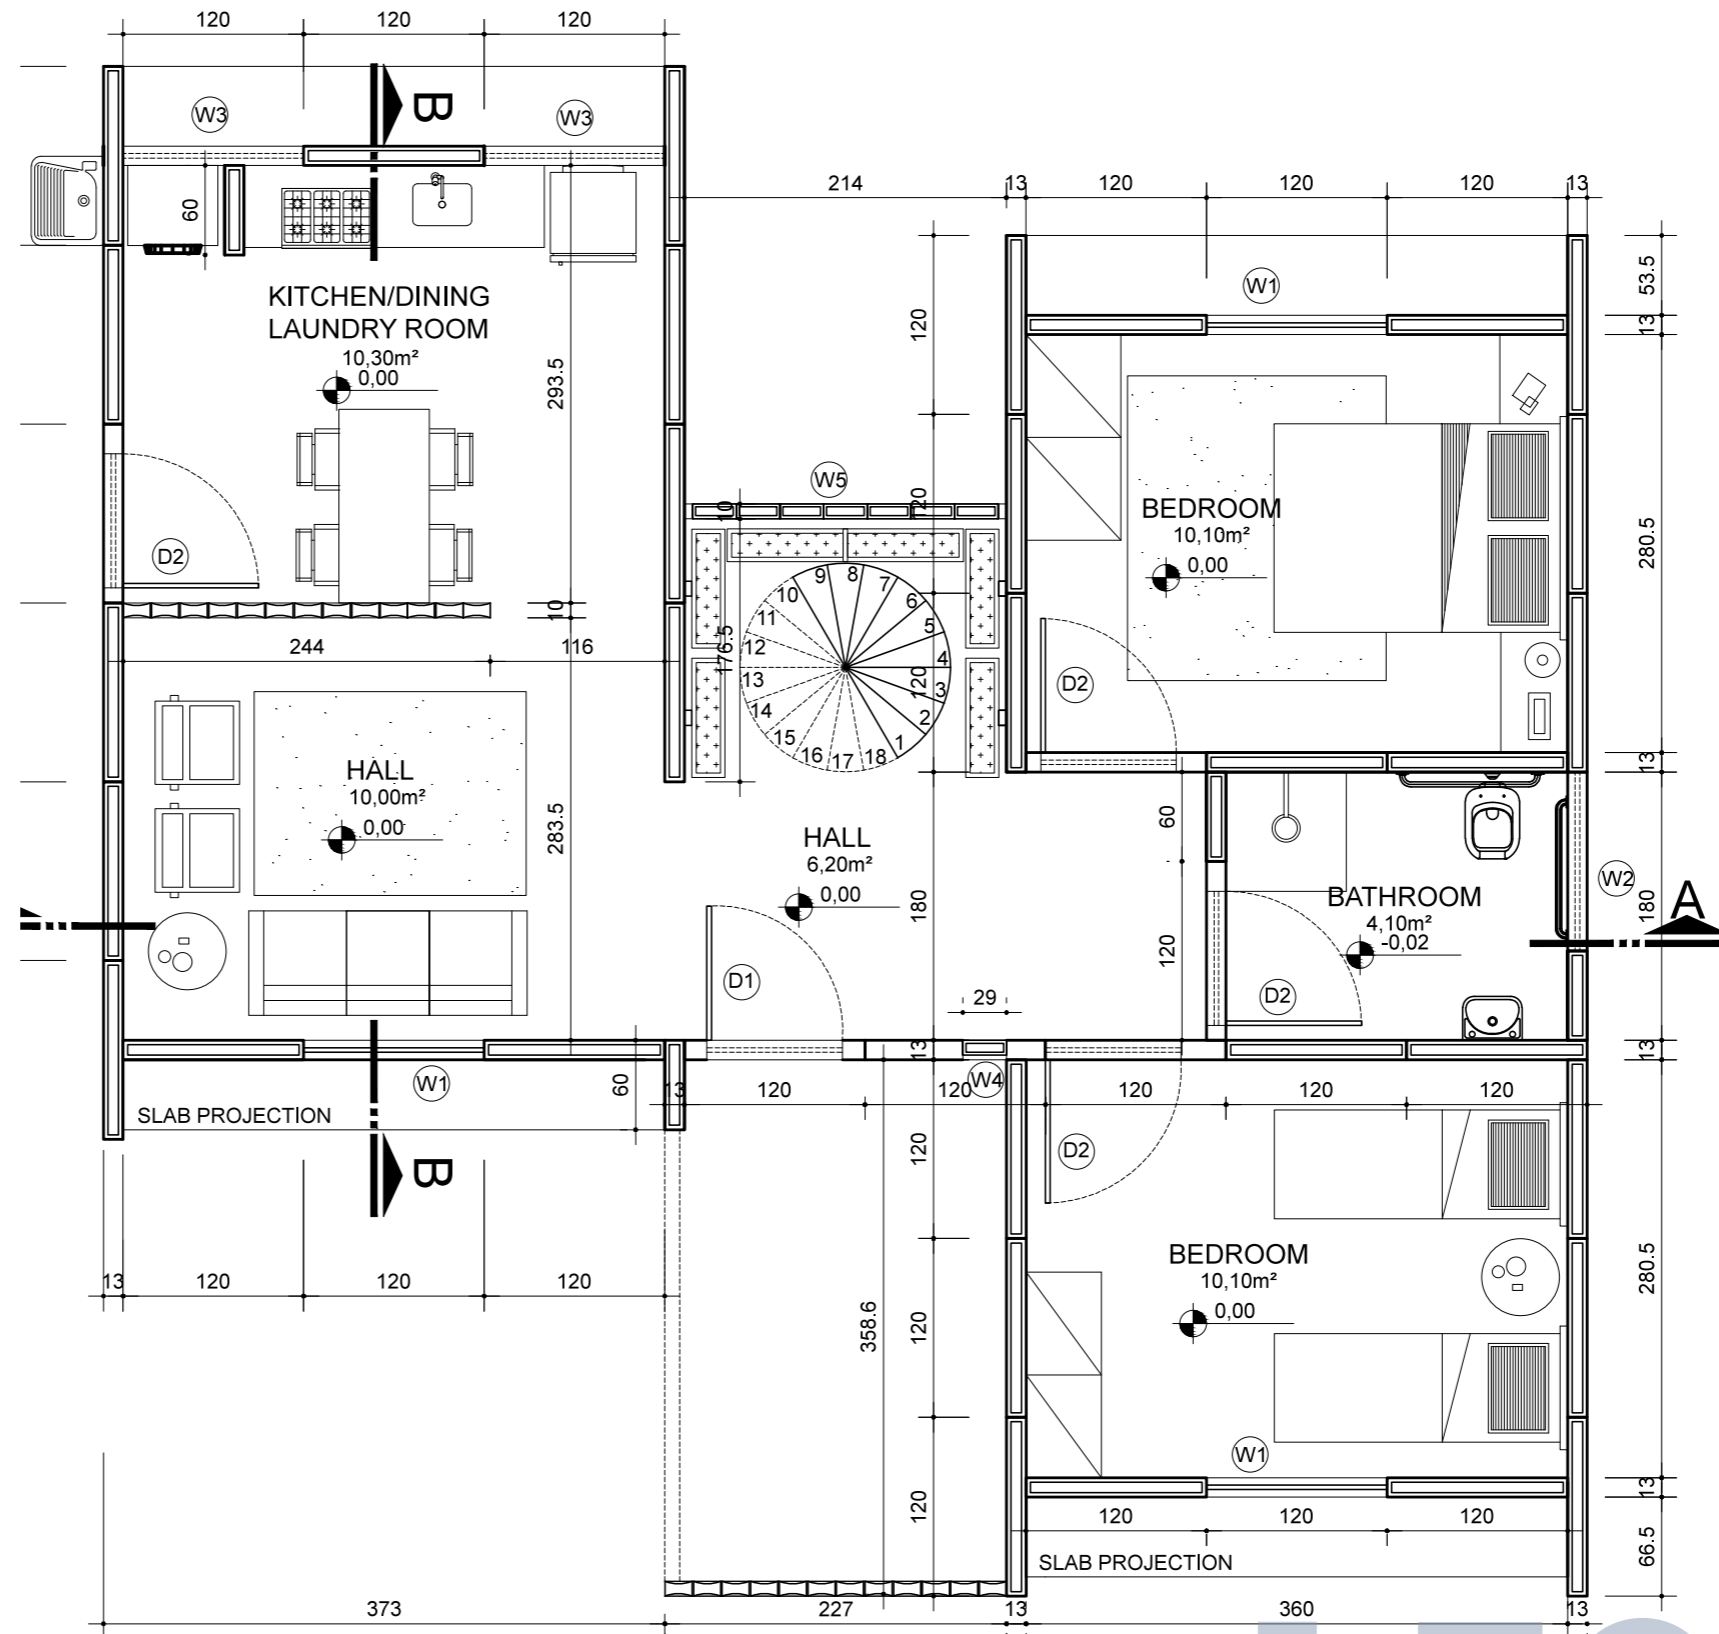 120 120 120
B
W3 W3
214 13 120 120 120 13
60
53.5
W1
120
13
KITCHEN/DINING
LAUNDRY ROOM
10,30m²
0,00
293.5
W5
10 120
BEDROOM
10,10m²
0,00
280.5
D2
10
244 116
176.5
1 2 3 4 5 6 7 8 9 10 11 12 13 14 15 16 17 18
120
D2
HALL
10,00m²
0,00
283.5
13
60
HALL
6,20m²
0,00
180
W2
BATHROOM
4,10m²
-0,02
180
A
120
D1
D2
29
13 13
W1
60
W4
13 120 120 120 120 120
SLAB PROJECTION
B
D2
120
BEDROOM
10,10m²
0,00
280.5
13 120 120 120
358.6
120
W1
13
120
120 120 120
66.5
SLAB PROJECTION
373 227 13 360 13